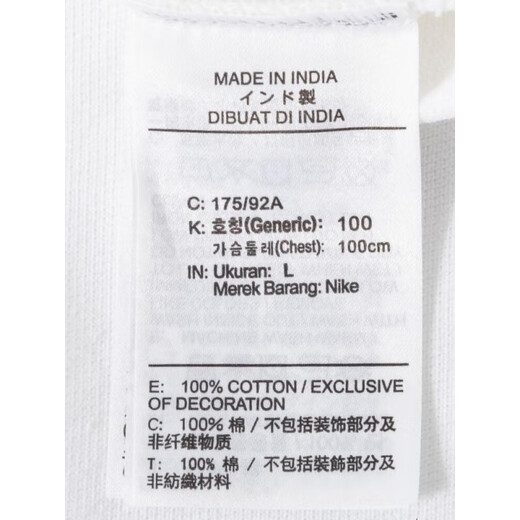 MADE IN INDIA
インド製
DIBUAT DI INDIA
C: 175/92A
K: 호칭(Generic): 100
가슴둘레(Chest): 100cm
IN: Ukuran: L
Merek Barang: Nike
E: 100% COTTON / EXCLUSIVE
OF DECORATION
C: 100% 棉 / 不包括装饰部分及
非纤维物质
T: 100% 棉 / 不包括裝飾部分及
非紡織材料